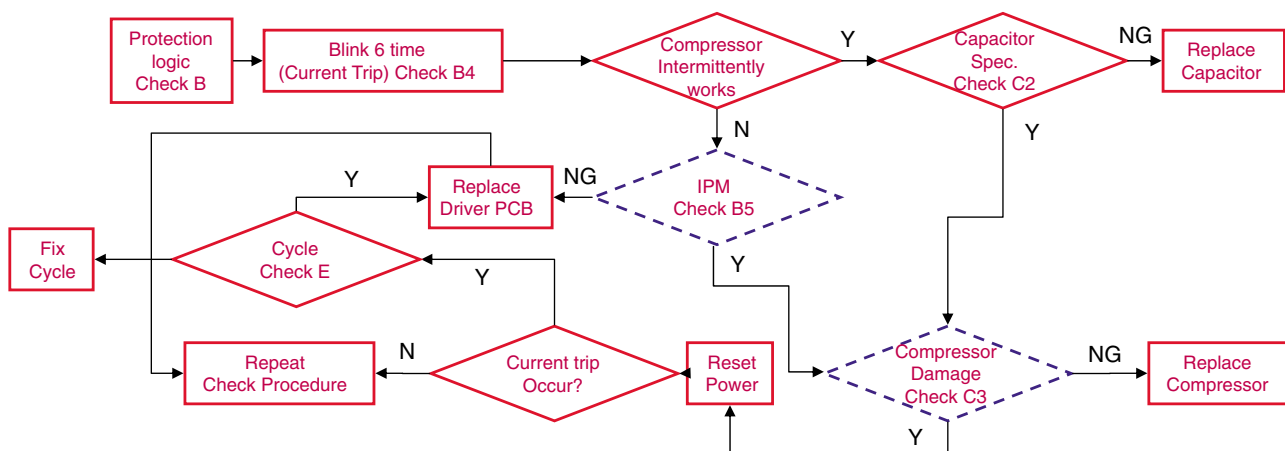 Protection
logic
Check B
Blink 6 time
(Current Trip) Check B4
Compressor
Intermittently
works
Y
Capacitor
Spec.
Check C2
NG
Replace
Capacitor
N
Y
Y
Replace
Driver PCB
NG
IPM
Check B5
Fix
Cycle
Cycle
Check E
Y
Y
Repeat
Check Procedure
N
Current trip
Occur?
Reset
Power
Compressor
Damage
Check C3
NG
Replace
Compressor
Y